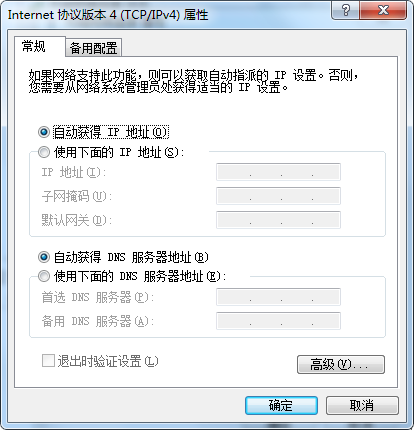 Internet 协议版本 4 (TCP/IPv4) 属性
常规
备用配置
如果网络支持此功能，则可以获取自动指派的 IP 设置。否则，
您需要从网络系统管理员处获得适当的 IP 设置。
自动获得 IP 地址(O)
使用下面的 IP 地址(S):
IP 地址(I):
子网掩码(U):
默认网关(D):
自动获得 DNS 服务器地址(B)
使用下面的 DNS 服务器地址(E):
首选 DNS 服务器(P):
备用 DNS 服务器(A):
退出时验证设置(L)
高级(V)...
确定
取消